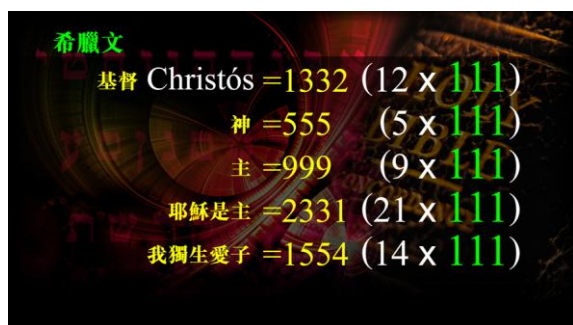 希臘文
基督 Christós =1332 (12 x 111)
神 =555 (5 x 111)
主 =999 (9 x 111)
耶穌是主 =2331 (21 x 111)
我獨生愛子 =1554 (14 x 111)